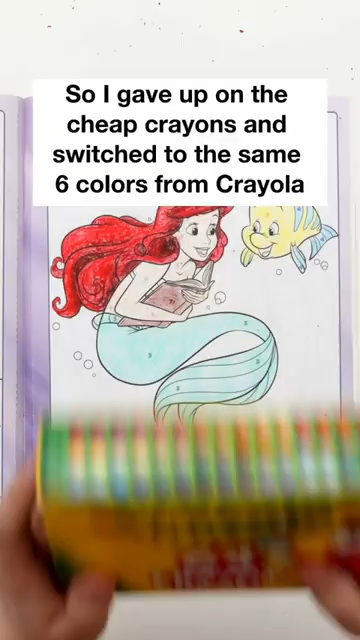 So I gave up on the
cheap crayons and
switched to the same
6 colors from Crayola